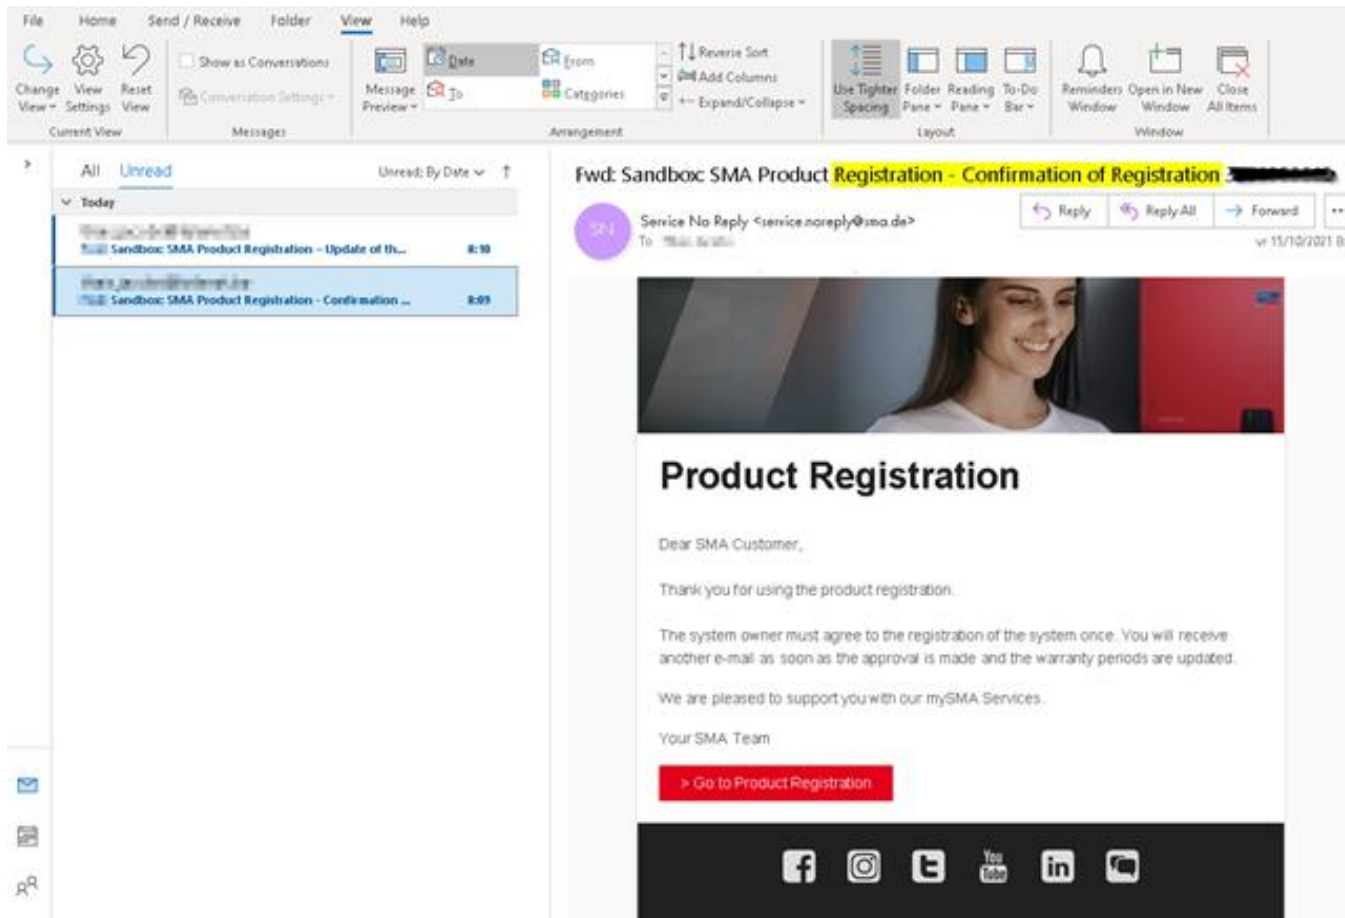 File Home Send / Receive Folder View Help
Change View View Settings Reset View
Show as Conversations
Conversation Settings
Message Preview
Date From
To Categories
Reverse Sort
Add Columns
Expand/Collapse
Use Tighter Spacing Folder Pane Reading Pane To-Do Bar
Reminders Window Open in New Window Close All Items
Current View Messages Arrangement Layout Window
All Unread Unread; By Date
Today
Sandbox: SMA Product Registration – Update of th... 8:10
Sandbox: SMA Product Registration - Confirmation ... 8:09
Fwd: Sandbox: SMA Product Registration - Confirmation of Registration
SN
Service No Reply <service.noreply@sma.de>
To
Reply Reply All Forward
vr 15/10/2021
Product Registration
Dear SMA Customer,
Thank you for using the product registration.
The system owner must agree to the registration of the system once. You will receive
another e-mail as soon as the approval is made and the warranty periods are updated.
We are pleased to support you with our mySMA Services.
Your SMA Team
> Go to Product Registration
You
Tube
in